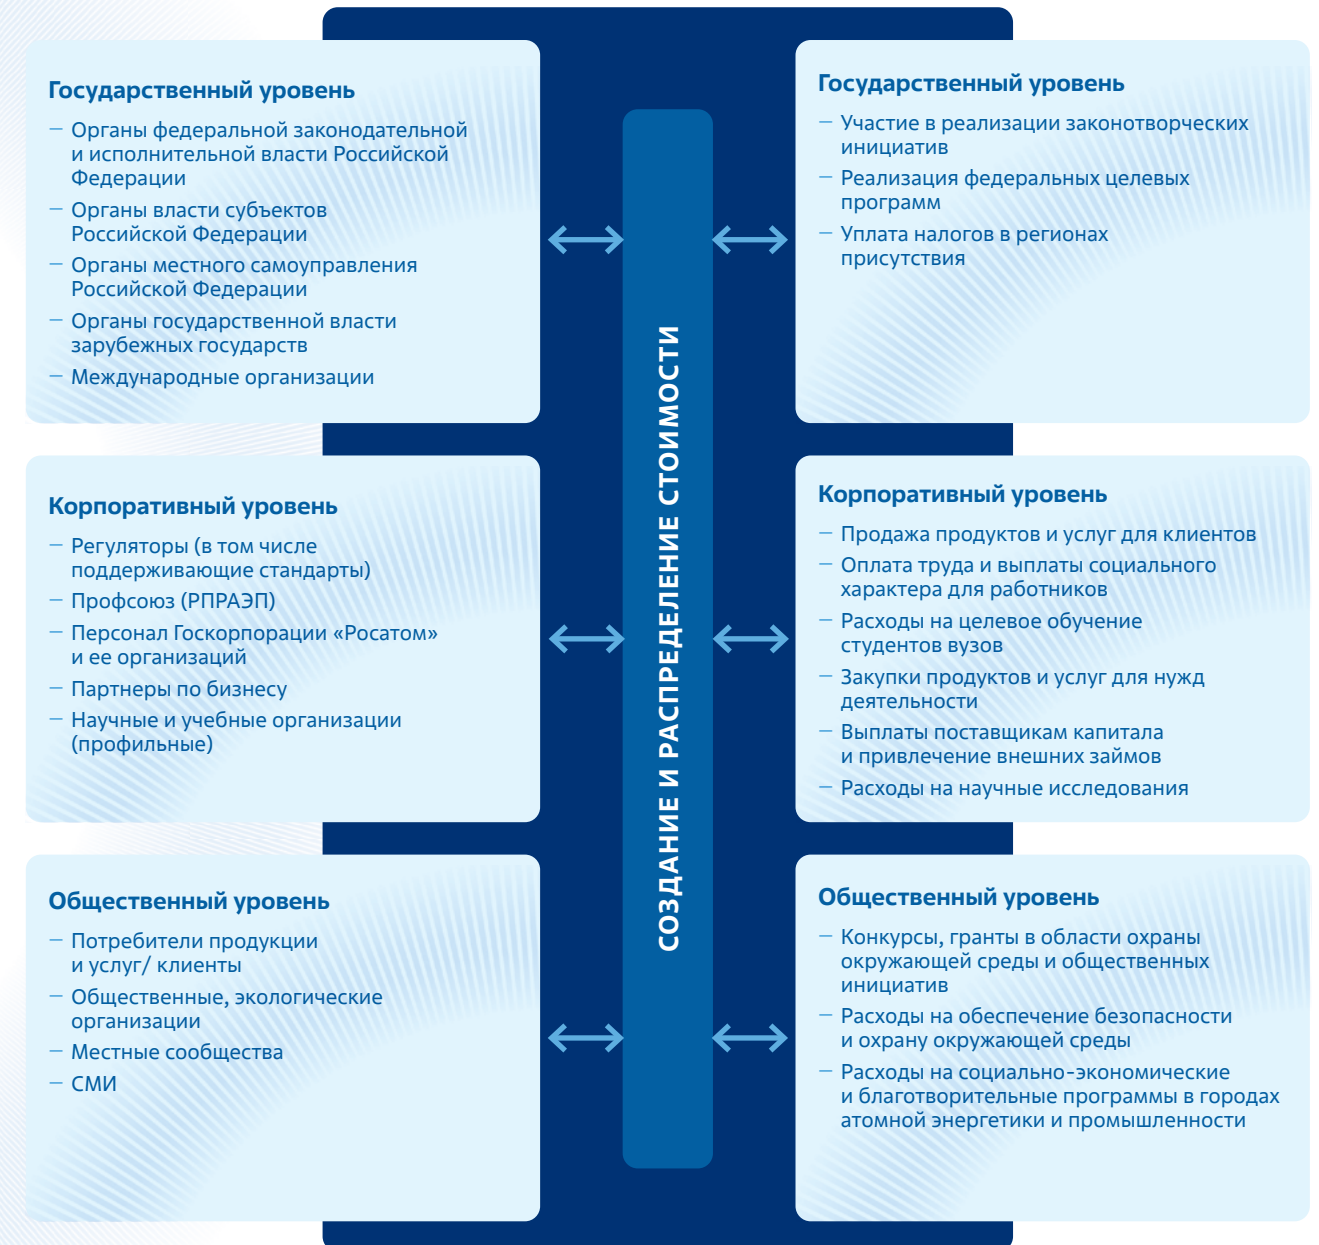 Государственный уровень
— Органы федеральной законодательной
и исполнительной власти Российской
Федерации
— Органы власти субъектов
Российской Федерации
— Органы местного самоуправления
Российской Федерации
— Органы государственной власти
зарубежных государств
— Международные организации
Корпоративный уровень
— Регуляторы (в том числе
поддерживающие стандарты)
— Профсоюз (РПРАЭП)
— Персонал Госкорпорации «Росатом»
и ее организаций
— Партнеры по бизнесу
— Научные и учебные организации
(профильные)
Общественный уровень
— Потребители продукции
и услуг/ клиенты
— Общественные, экологические
организации
— Местные сообщества
— СМИ
СОЗДАНИЕ И РАСПРЕДЕЛЕНИЕ СТОИМОСТИ
Государственный уровень
— Участие в реализации законотворческих
инициатив
— Реализация федеральных целевых
программ
— Уплата налогов в регионах
присутствия
Корпоративный уровень
— Продажа продуктов и услуг для клиентов
— Оплата труда и выплаты социального
характера для работников
— Расходы на целевое обучение
студентов вузов
— Закупки продуктов и услуг для нужд
деятельности
— Выплаты поставщикам капитала
и привлечение внешних займов
— Расходы на научные исследования
Общественный уровень
— Конкурсы, гранты в области охраны
окружающей среды и общественных
инициатив
— Расходы на обеспечение безопасности
и охрану окружающей среды
— Расходы на социально-экономические
и благотворительные программы в городах
атомной энергетики и промышленности